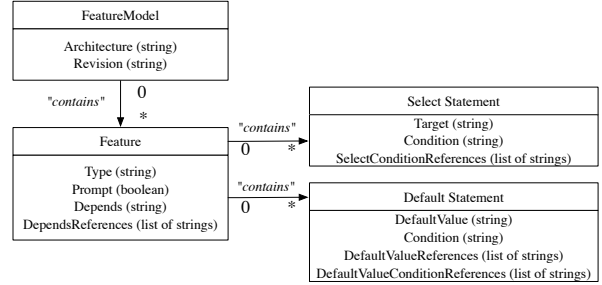 FeatureModel
Architecture (string)
Revision (string)
"contains"
0
*
Feature
Type (string)
Prompt (boolean)
Depends (string)
DependsReferences (list of strings)
"contains"
0
*
Select Statement
Target (string)
Condition (string)
SelectConditionReferences (list of strings)
"contains"
0
*
Default Statement
DefaultValue (string)
Condition (string)
DefaultValueReferences (list of strings)
DefaultValueConditionReferences (list of strings)